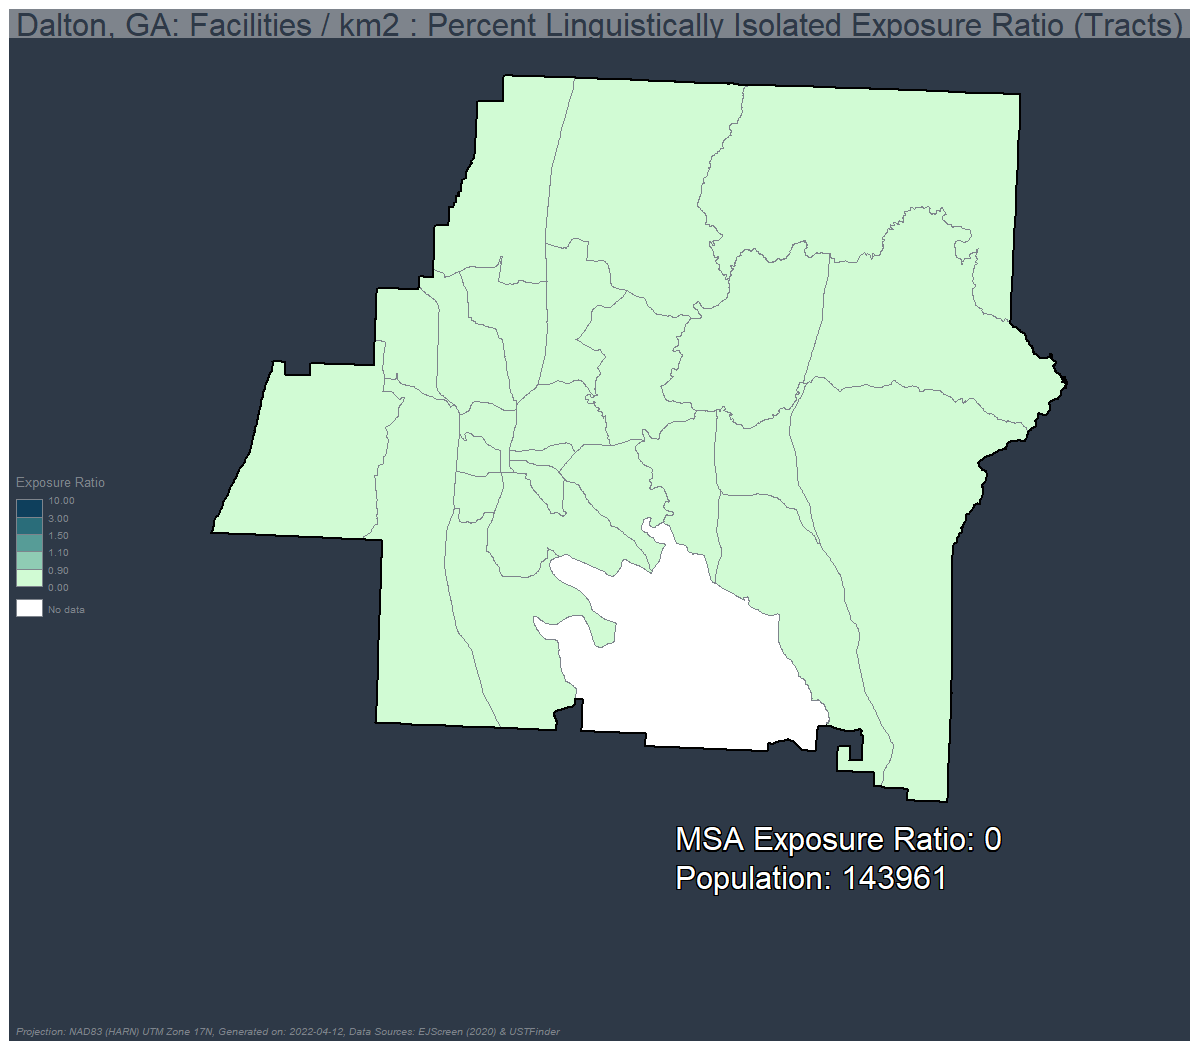 Dalton, GA: Facilities / km2 : Percent Linguistically Isolated Exposure Ratio (Tracts)
Exposure Ratio
10.00
3.00
1.50
1.10
0.90
0.00
No data
MSA Exposure Ratio: 0
Population: 143961
Projection: NAD83 (HARN) UTM Zone 17N, Generated on: 2022-04-12, Data Sources: EJScreen (2020) & USTFinder